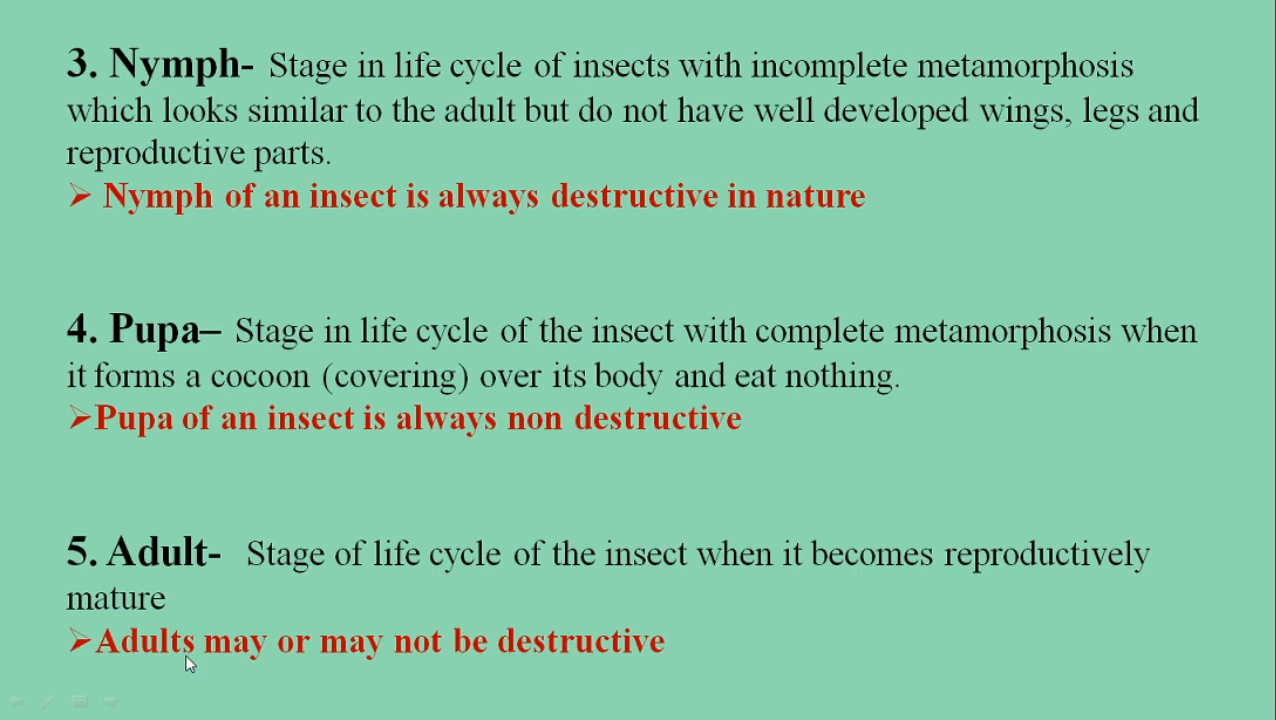 3. Nymph- Stage in life cycle of insects with incomplete metamorphosis
which looks similar to the adult but do not have well developed wings, legs and
reproductive parts.
➢ Nymph of an insect is always destructive in nature
4. Pupa– Stage in life cycle of the insect with complete metamorphosis when
it forms a cocoon (covering) over its body and eat nothing.
➢Pupa of an insect is always non destructive
5. Adult- Stage of life cycle of the insect when it becomes reproductively
mature
➢Adults may or may not be destructive